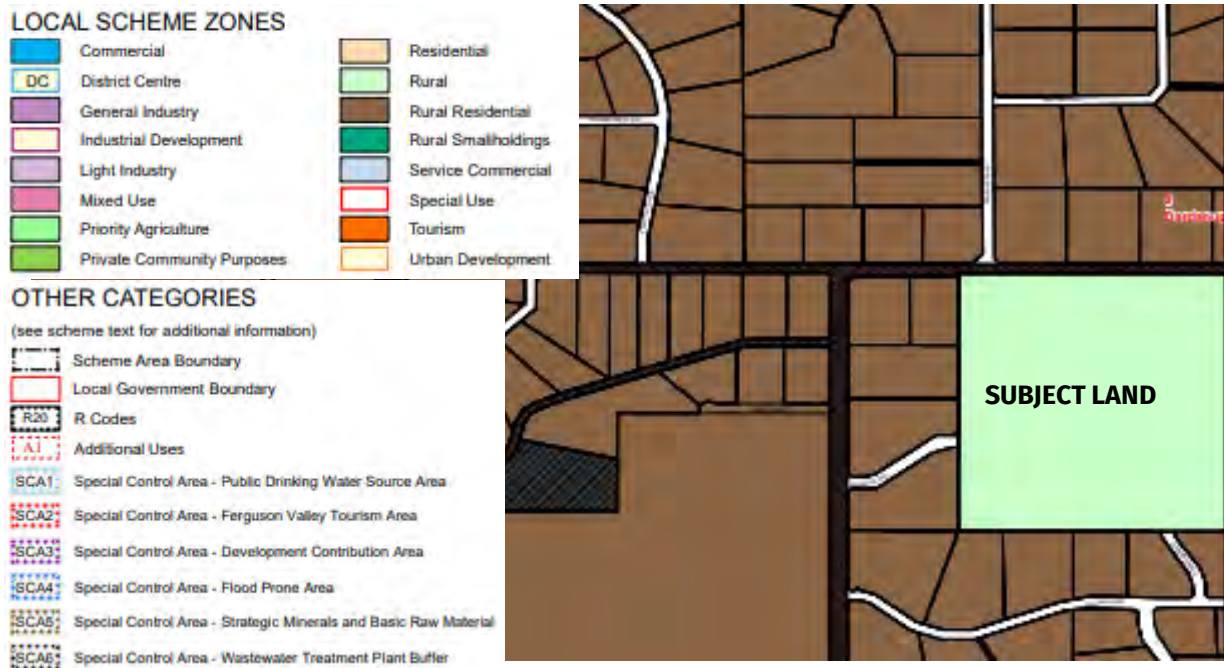 LOCAL SCHEME ZONES
Commercial
DC District Centre
General Industry
Industrial Development
Light Industry
Mixed Use
Priority Agriculture
Private Community Purposes
Residential
Rural
Rural Residential
Rural Smallholdings
Service Commercial
Special Use
Tourism
Urban Development
OTHER CATEGORIES
(see scheme text for additional information)
Scheme Area Boundary
Local Government Boundary
R20 R Codes
A1 Additional Uses
SCA1 Special Control Area - Public Drinking Water Source Area
SCA2 Special Control Area - Ferguson Valley Tourism Area
SCA3 Special Control Area - Development Contribution Area
SCA4 Special Control Area - Flood Prone Area
SCA5 Special Control Area - Strategic Minerals and Basic Raw Material
SCA6 Special Control Area - Wastewater Treatment Plant Buffer
SUBJECT LAND